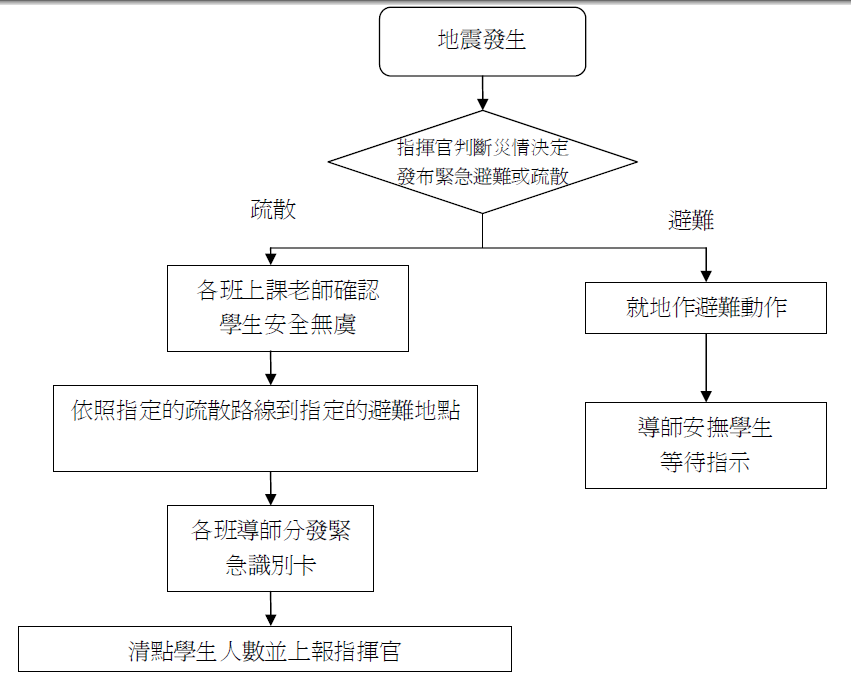 地震發生
指揮官判斷災情決定
發布緊急避難或疏散
疏散
避難
各班上課老師確認
學生安全無虞
就地作避難動作
依照指定的疏散路線到指定的避難地點
導師安撫學生
等待指示
各班導師分發緊
急識別卡
清點學生人數並上報指揮官